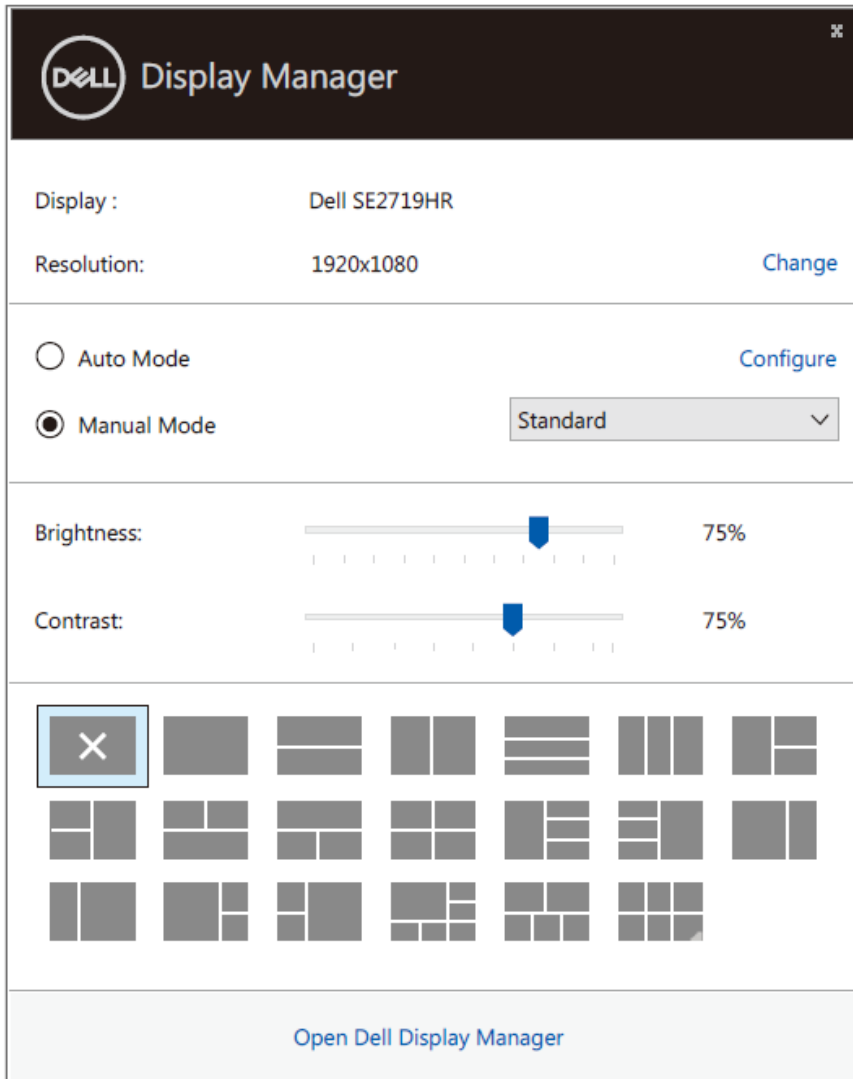 DELL Display Manager
Display : Dell SE2719HR
Resolution: 1920x1080 Change
Auto Mode Configure
Manual Mode Standard
Brightness: 75%
Contrast: 75%
Open Dell Display Manager